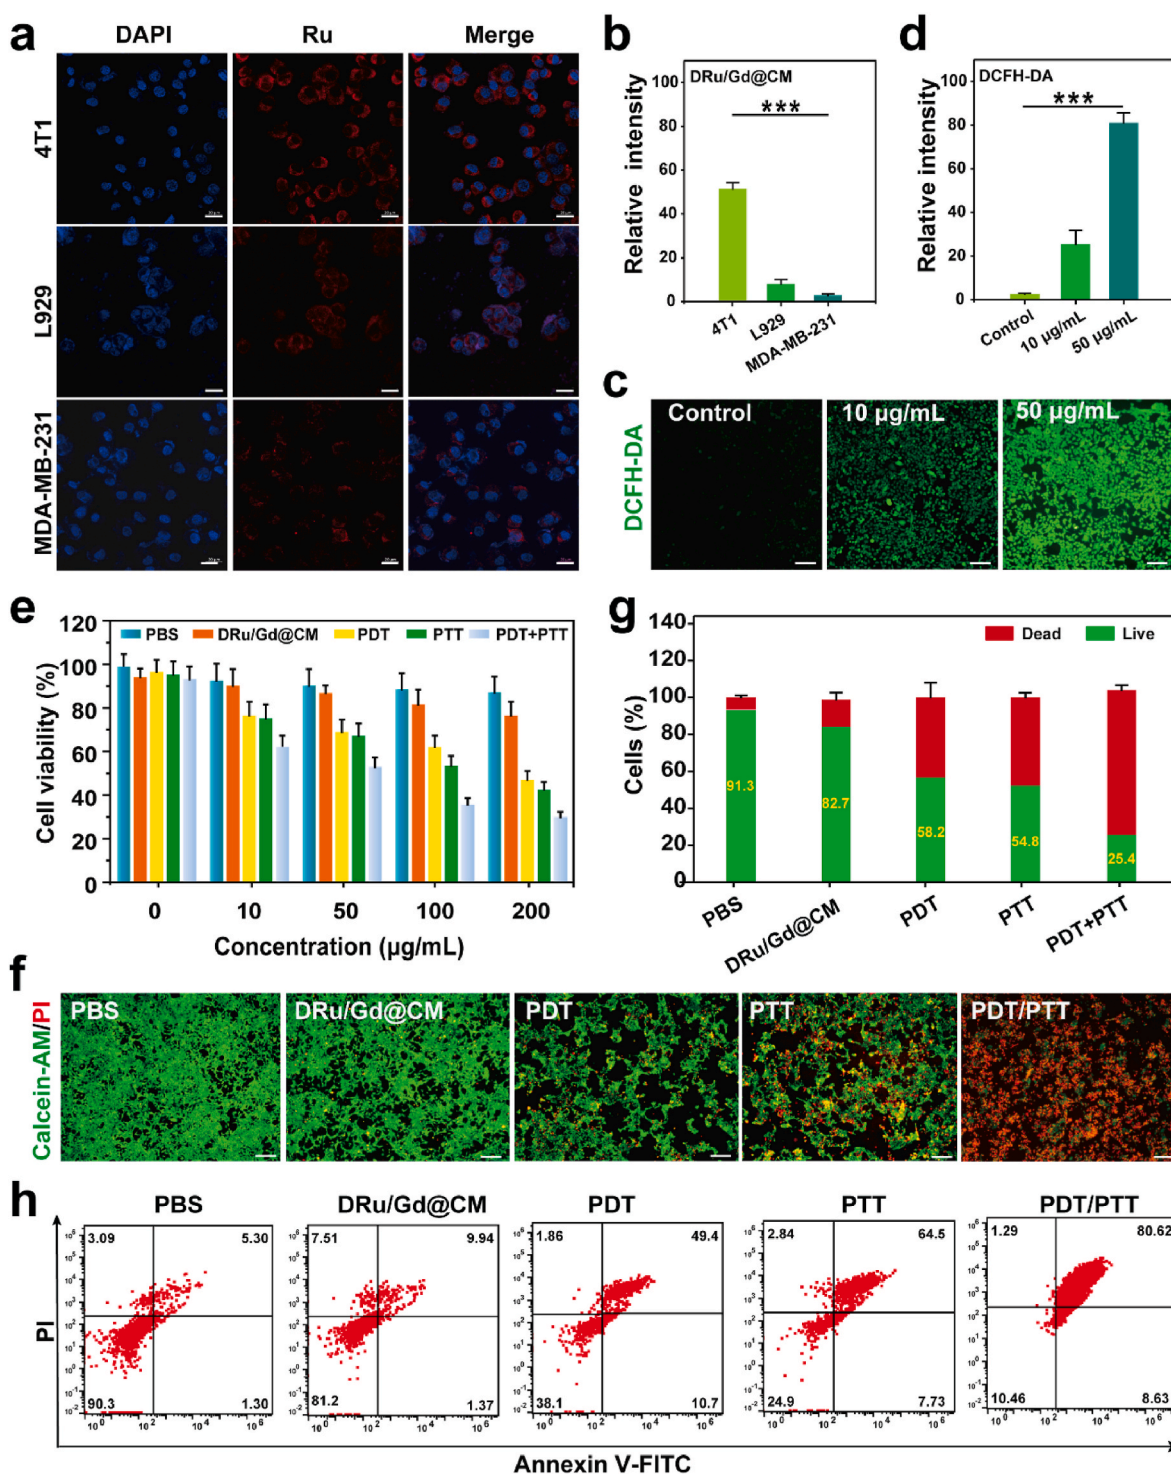 a
DAPI
Ru
Merge
4T1
L929
MDA-MB-231
b
DRu/Gd@CM
***
Relative intensity
100
80
60
40
20
0
4T1
L929
MDA-MB-231
d
DCFH-DA
***
Relative intensity
100
80
60
40
20
0
Control
10 µg/mL
50 µg/mL
c
DCFH-DA
Control
10 µg/mL
50 µg/mL
e
PBS DRu/Gd@CM PDT PTT PDT+PTT
Cell viability (%)
120
100
80
60
40
20
0
0 10 50 100 200
Concentration (µg/mL)
g
Dead Live
Cells (%)
140
120
100
80
60
40
20
0
91.3
82.7
58.2
54.8
25.4
PBS
DRu/Gd@CM
PDT
PTT
PDT+PTT
f
Calcein-AM/PI
PBS
DRu/Gd@CM
PDT
PTT
PDT/PTT
h
PBS
DRu/Gd@CM
PDT
PTT
PDT/PTT
PI
3.09 5.30
90.3 1.30
7.51 9.94
81.2 1.37
1.86 49.4
38.1 10.7
2.84 64.5
24.9 7.73
1.29 80.62
10.46 8.63
Annexin V-FITC